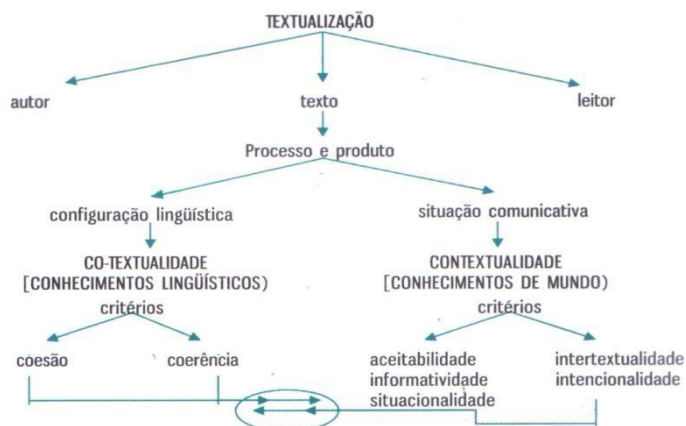 TEXTUALIZAÇÃO
autor texto leitor
Processo e produto
configuração lingüística situação comunicativa
CO-TEXTUALIDADE CONTEXTUALIDADE
[CONHECIMENTOS LINGÜÍSTICOS) [CONHECIMENTOS DE MUNDO)
critérios critérios
coesão coerência aceitabilidade intertextualidade
informatividade intencionalidade
situacionalidade